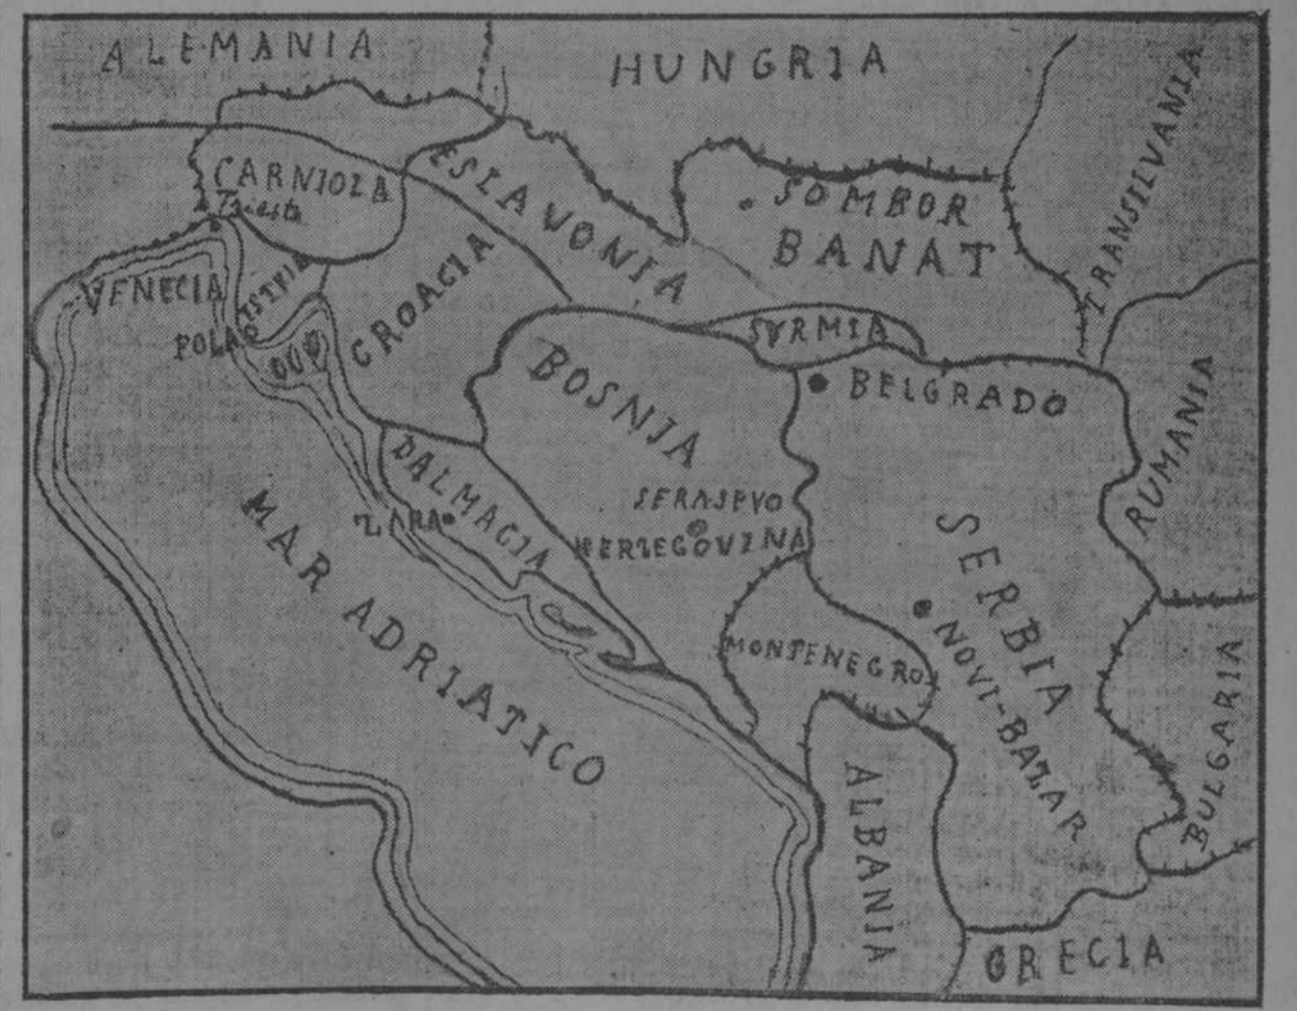 ALEMANIA
HUNGRIA
TRANSILVANIA
CARNIOLA
Trieste
ESLAVONIA
SOMBOR
BANAT
VENECIA
ISTRIA
POLA
CROACIA
SYRMIA
BOSNIA
BELGRADO
RUMANIA
DALMACIA
ZARA
SERAJEVO
HERZEGOVINA
MAR ADRIATICO
SERBIA
NOVI-BAZAR
MONTENEGRO
BULGARIA
ALBANIA
GRECIA